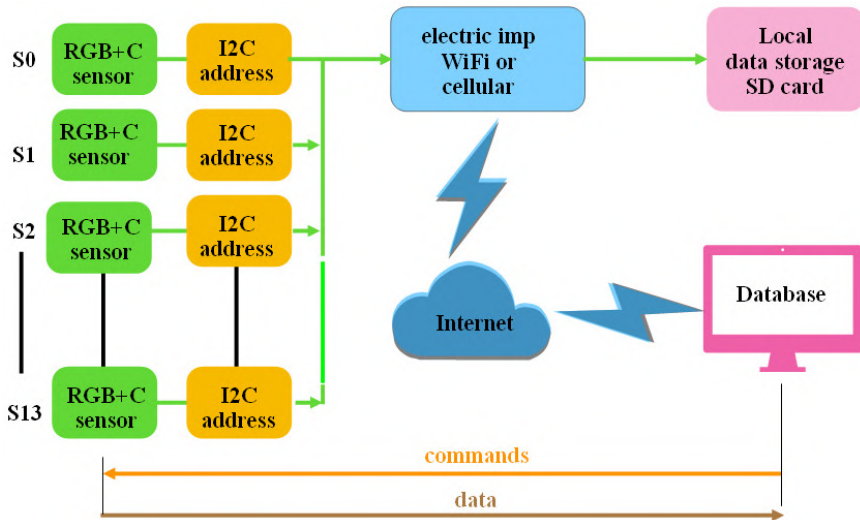 S0
RGB+C
sensor
I2C
address
electric imp
WiFi or
cellular
Local
data storage
SD card
S1
RGB+C
sensor
I2C
address
S2
RGB+C
sensor
I2C
address
Internet
Database
S13
RGB+C
sensor
I2C
address
commands
data